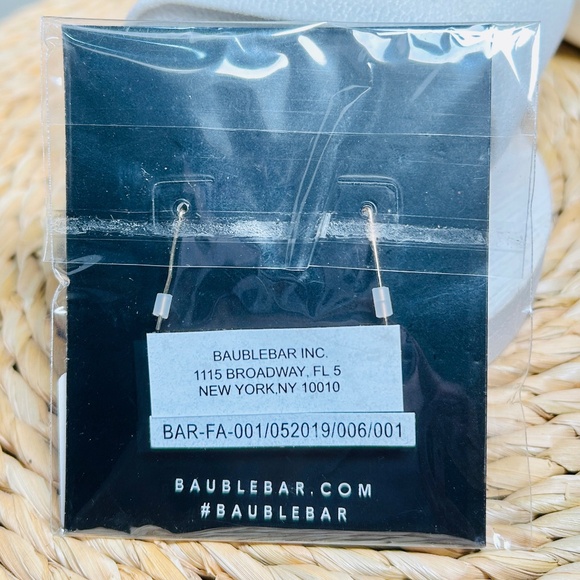 BAUBLEBAR INC.
1115 BROADWAY, FL 5
NEW YORK,NY 10010
BAR-FA-001/052019/006/001
BAUBLEBAR.COM
#BAUBLEBAR